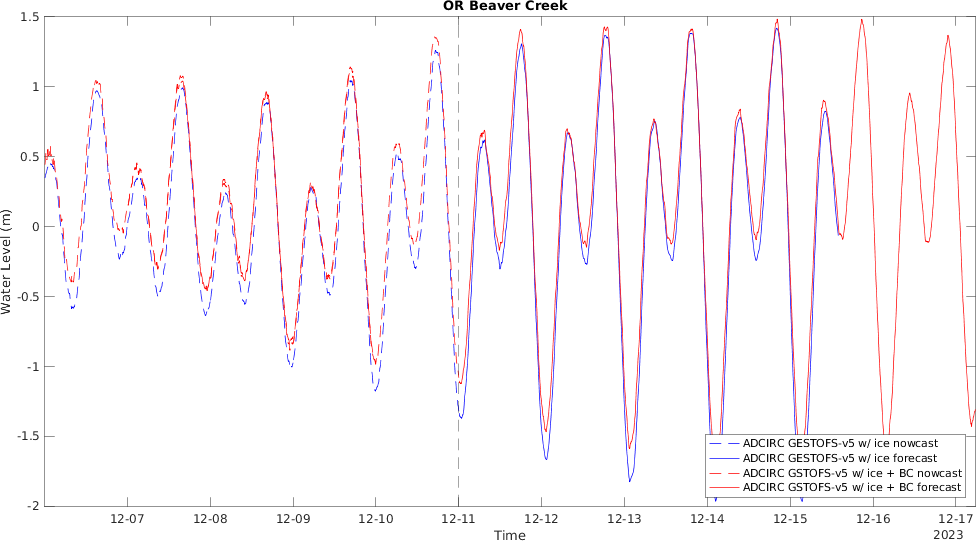 OR Beaver Creek
Water Level (m)
1.5
1
0.5
0
-0.5
-1
-1.5
-2
ADCIRC GESTOFS-v5 w/ ice nowcast
ADCIRC GESTOFS-v5 w/ ice forecast
ADCIRC GSTOFS-v5 w/ ice + BC nowcast
ADCIRC GSTOFS-v5 w/ ice + BC forecast
12-07 12-08 12-09 12-10 12-11 12-12 12-13 12-14 12-15 12-16 12-17
Time
2023